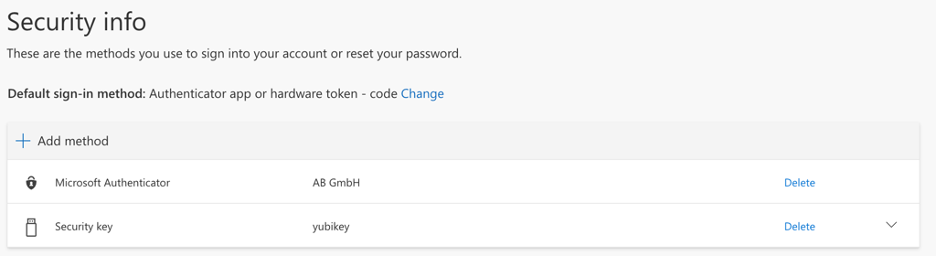 Security info
These are the methods you use to sign into your account or reset your password.
Default sign-in method: Authenticator app or hardware token - code Change
Add method
Microsoft Authenticator AB GmbH Delete
Security key yubikey Delete